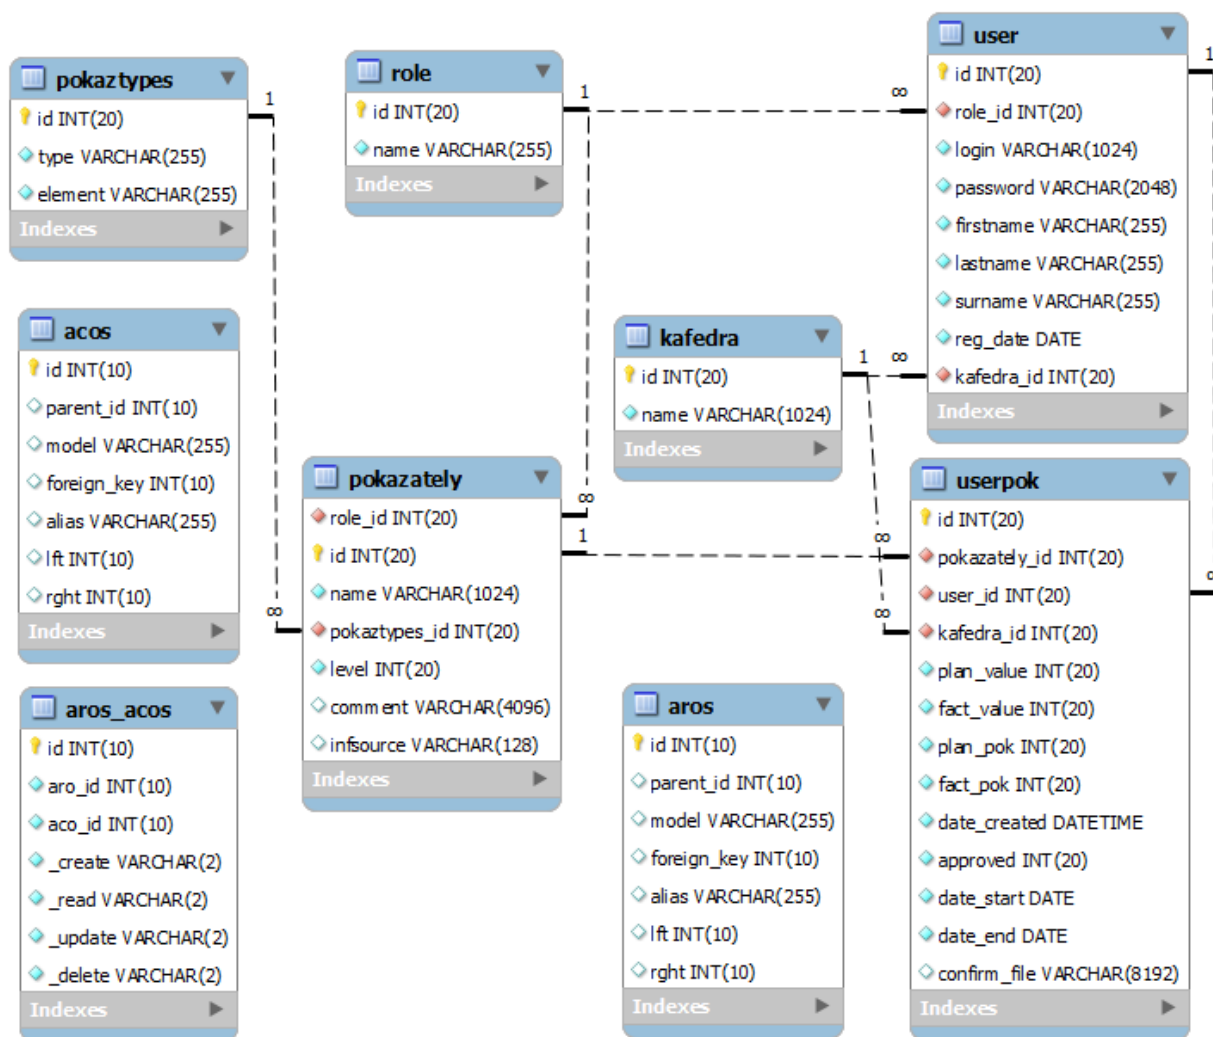 pokaztypes
id INT(20)
type VARCHAR(255)
element VARCHAR(255)
Indexes
1
role
id INT(20)
name VARCHAR(255)
Indexes
1
∞
user
id INT(20)
role_id INT(20)
login VARCHAR(1024)
password VARCHAR(2048)
firstname VARCHAR(255)
lastname VARCHAR(255)
surname VARCHAR(255)
reg_date DATE
kafedra_id INT(20)
Indexes
1
acos
id INT(10)
parent_id INT(10)
model VARCHAR(255)
foreign_key INT(10)
alias VARCHAR(255)
lft INT(10)
rght INT(10)
Indexes
kafedra
id INT(20)
name VARCHAR(1024)
Indexes
1
∞
pokazately
role_id INT(20)
id INT(20)
name VARCHAR(1024)
pokaztypes_id INT(20)
level INT(20)
comment VARCHAR(4096)
infsource VARCHAR(128)
Indexes
∞
∞
1
userpok
id INT(20)
pokazately_id INT(20)
user_id INT(20)
kafedra_id INT(20)
plan_value INT(20)
fact_value INT(20)
plan_pok INT(20)
fact_pok INT(20)
date_created DATETIME
approved INT(20)
date_start DATE
date_end DATE
confirm_file VARCHAR(8192)
Indexes
∞
∞
∞
aros_acos
id INT(10)
aro_id INT(10)
aco_id INT(10)
_create VARCHAR(2)
_read VARCHAR(2)
_update VARCHAR(2)
_delete VARCHAR(2)
Indexes
aros
id INT(10)
parent_id INT(10)
model VARCHAR(255)
foreign_key INT(10)
alias VARCHAR(255)
lft INT(10)
rght INT(10)
Indexes